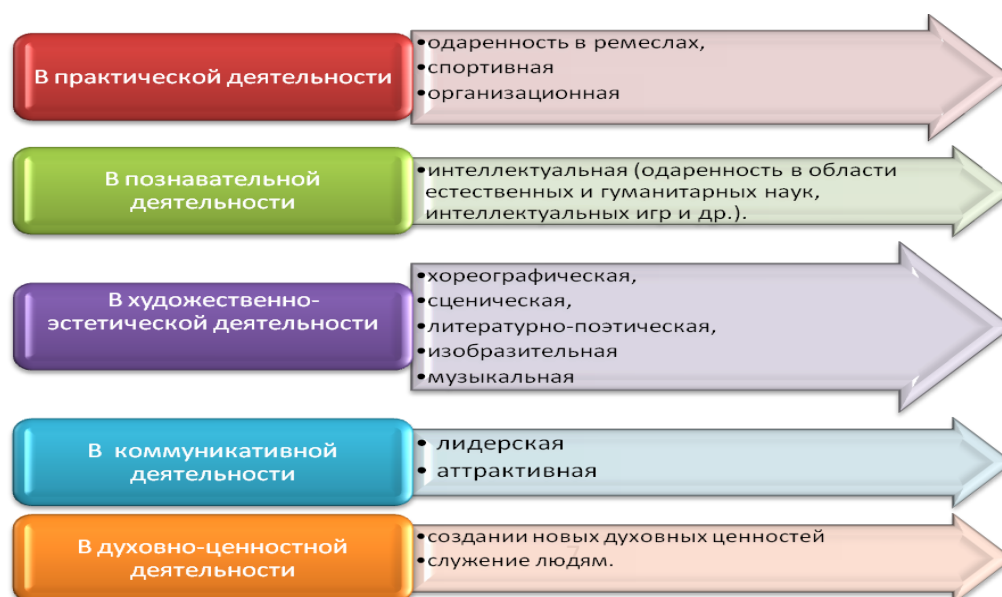 В практической деятельности
•одаренность в ремеслах,
•спортивная
•организационная
В познавательной
деятельности
•интеллектуальная (одаренность в области
естественных и гуманитарных наук,
интеллектуальных игр и др.).
В художественно-
эстетической деятельности
•хореографическая,
•сценическая,
•литературно-поэтическая,
•изобразительная
•музыкальная
В коммуникативной
деятельности
• лидерская
• аттрактивная
В духовно-ценностной
деятельности
•создании новых духовных ценностей
•служение людям.
7